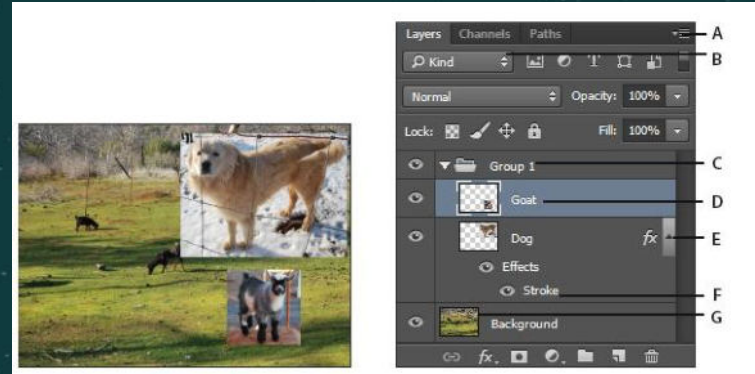 Layers Channels Paths A
Kind T B
Normal Opacity: 100%
Lock: Fill: 100%
Group 1 C
Goat D
Dog fx E
Effects
Stroke F
Background G
fx.